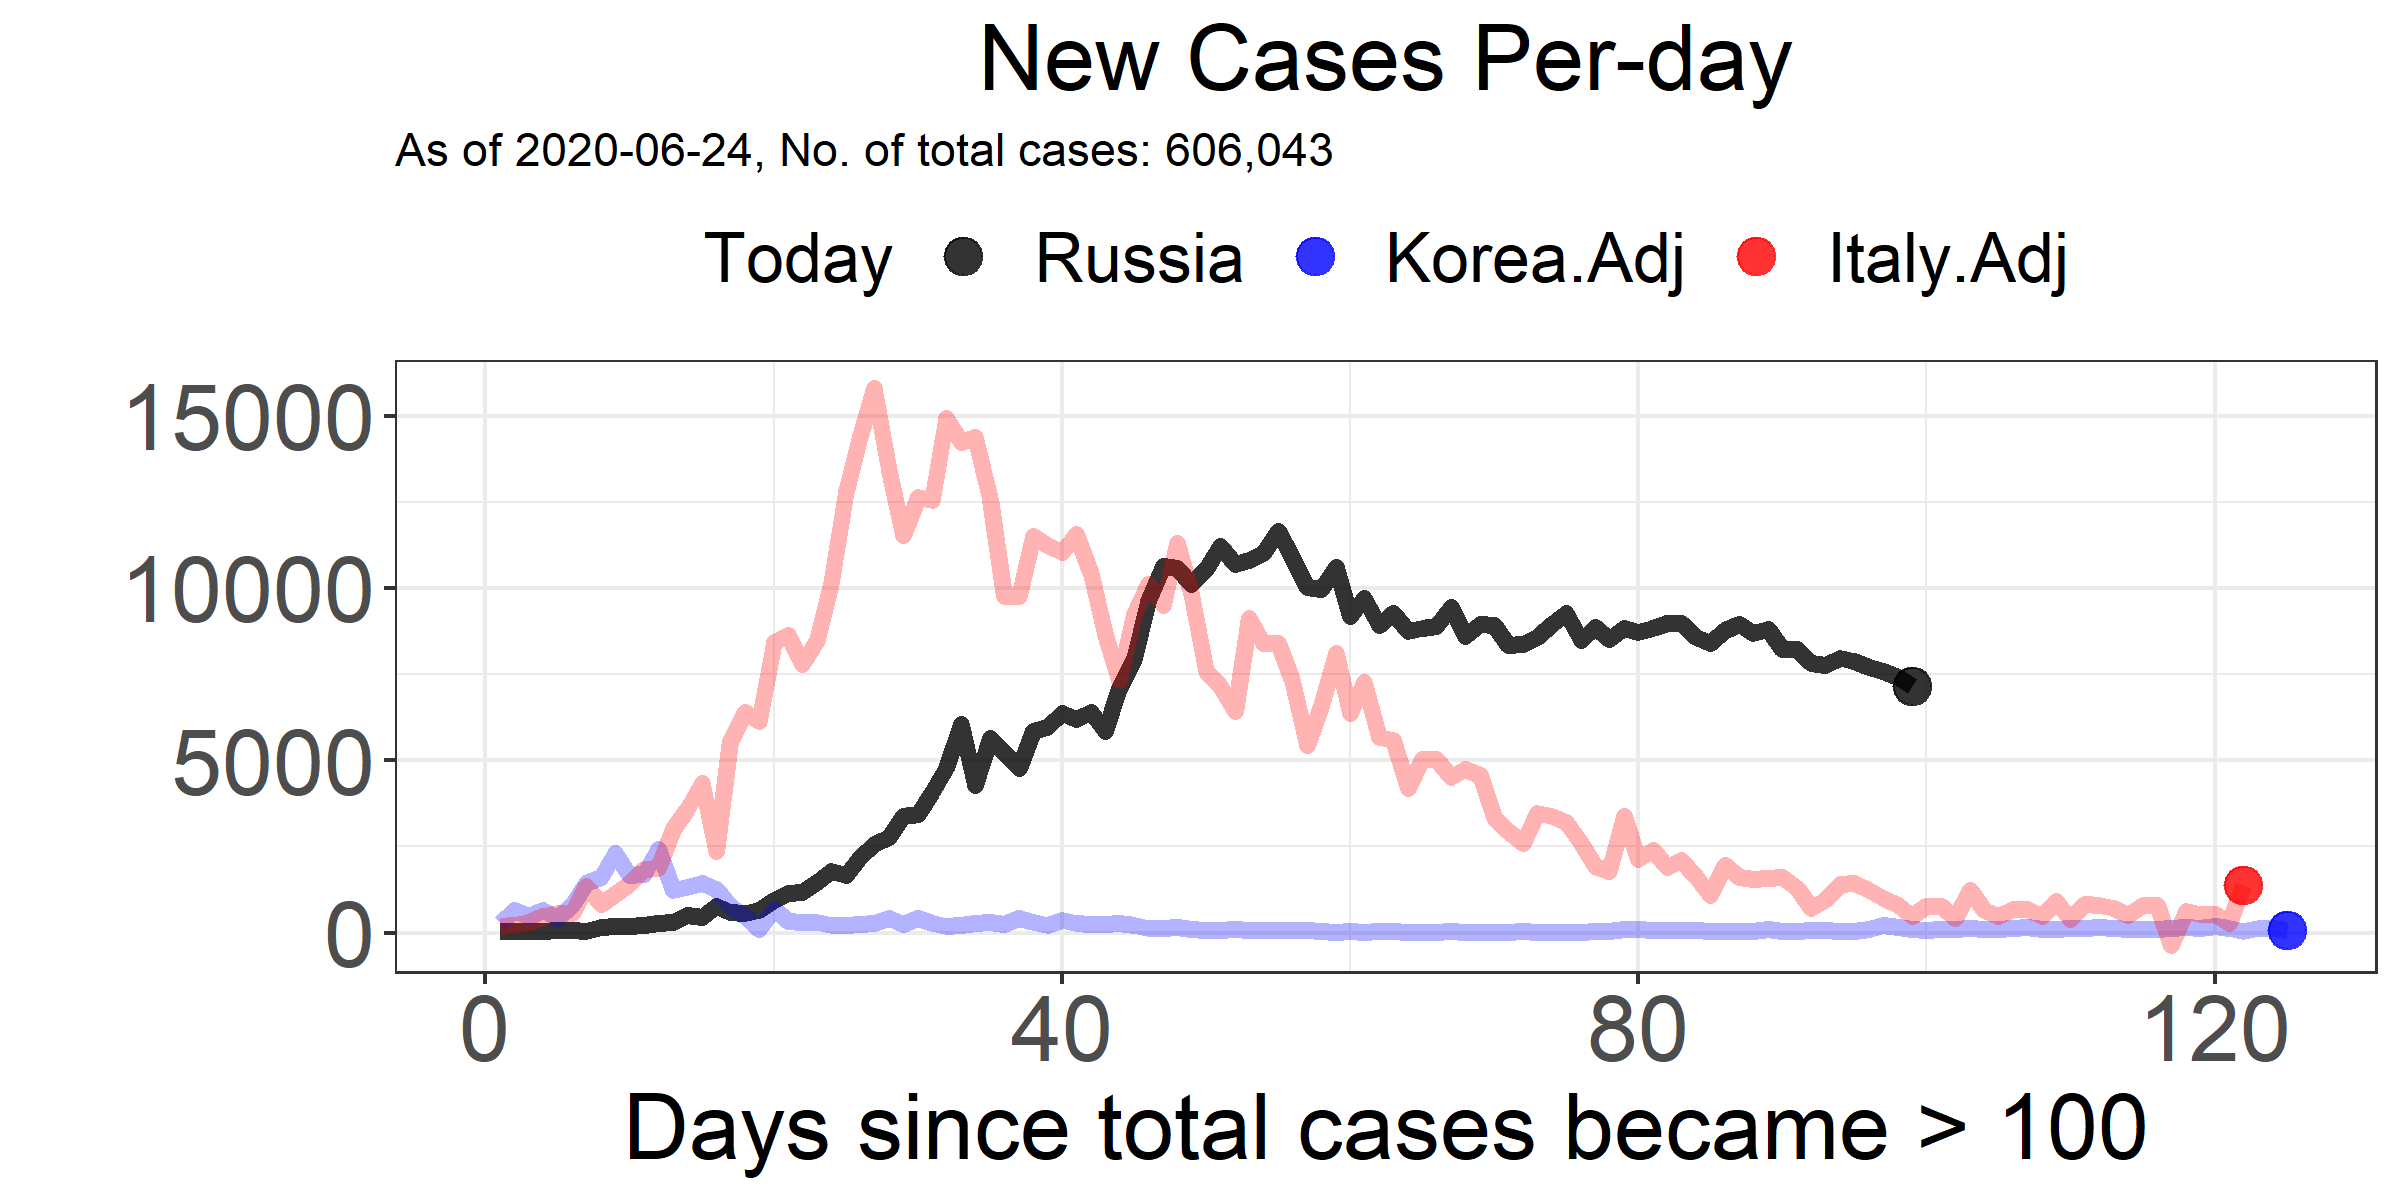 New Cases Per-day
As of 2020-06-24, No. of total cases: 606,043
Today Russia Korea.Adj Italy.Adj
15000
10000
5000
0
0 40 80 120
Days since total cases became > 100